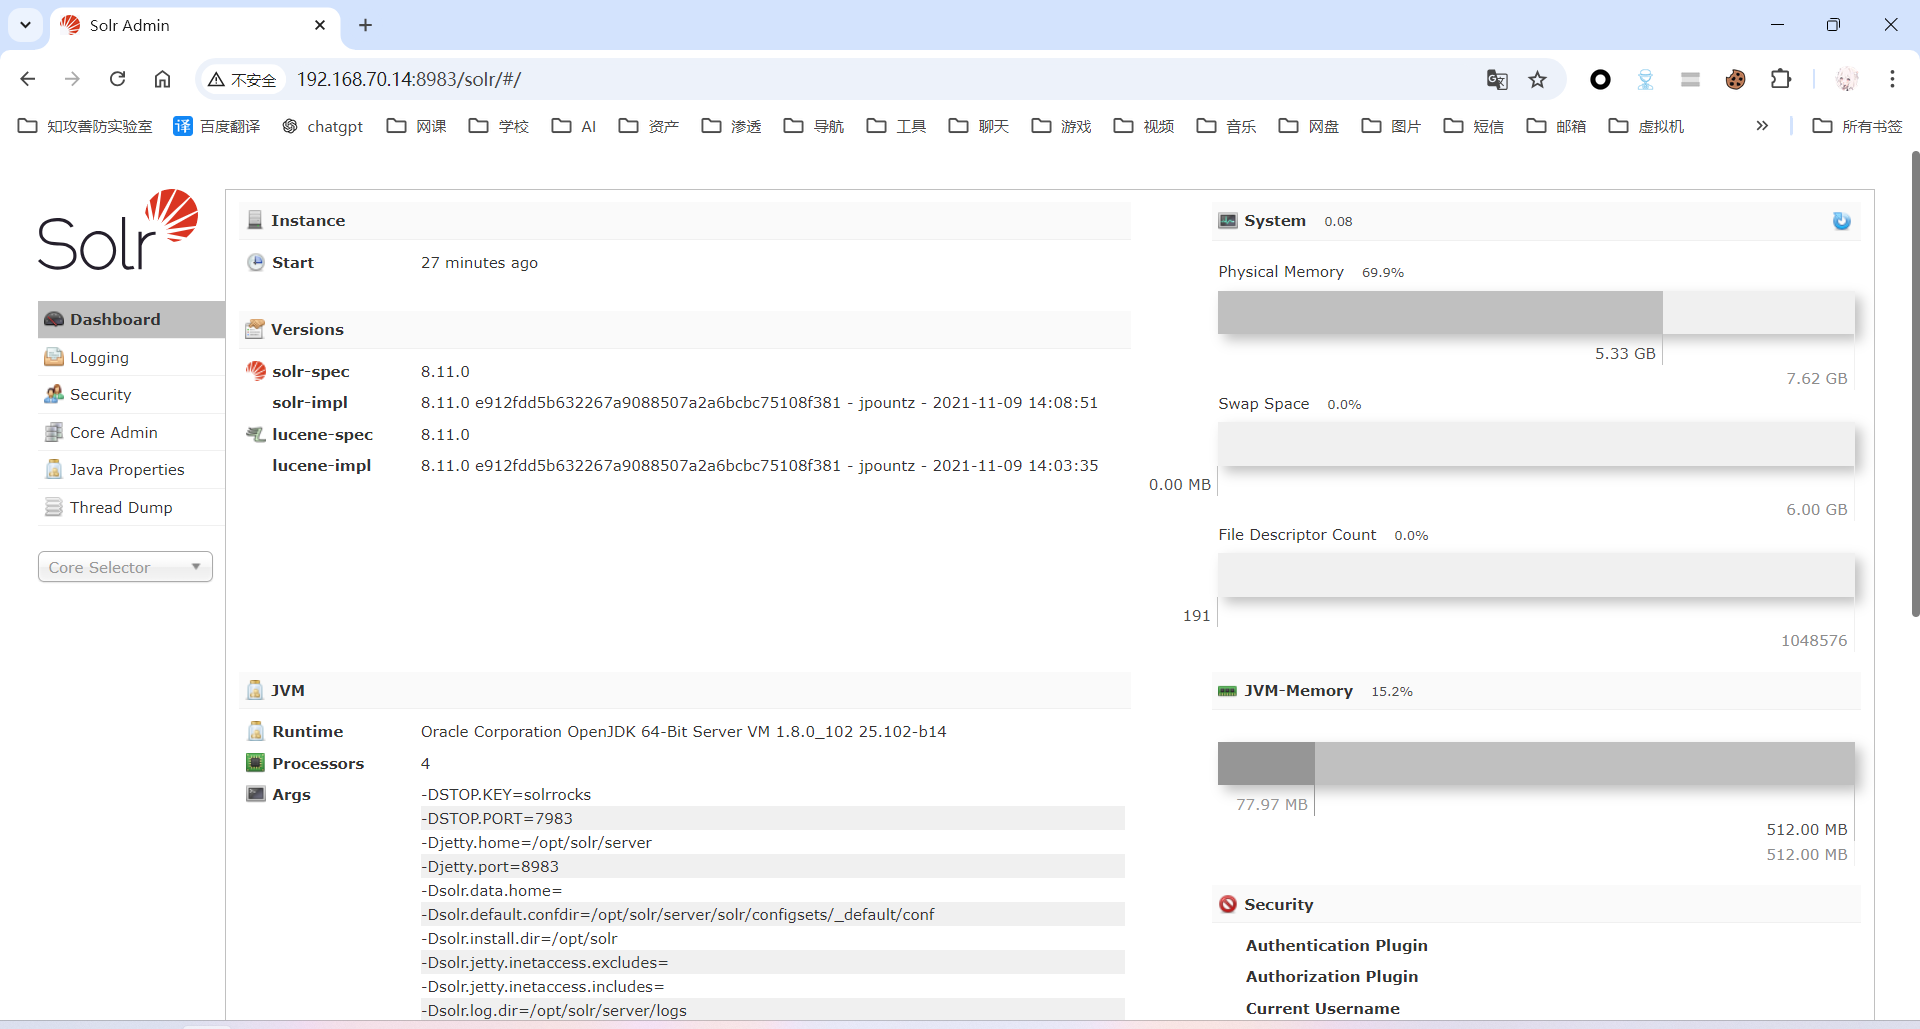 Solr Admin
不安全
192.168.70.14:8983/solr/#/
知攻善防实验室
译 百度翻译
chatgpt
网课
学校
AI
资产
渗透
导航
工具
聊天
游戏
视频
音乐
网盘
图片
短信
邮箱
虚拟机
所有书签
Solr
Dashboard
Logging
Security
Core Admin
Java Properties
Thread Dump
Core Selector
Instance
Start 27 minutes ago
Versions
solr-spec 8.11.0
solr-impl 8.11.0 e912fdd5b632267a9088507a2a6bcbc75108f381 - jpountz - 2021-11-09 14:08:51
lucene-spec 8.11.0
lucene-impl 8.11.0 e912fdd5b632267a9088507a2a6bcbc75108f381 - jpountz - 2021-11-09 14:03:35
JVM
Runtime Oracle Corporation OpenJDK 64-Bit Server VM 1.8.0_102 25.102-b14
Processors 4
Args -DSTOP.KEY=solrrocks
-DSTOP.PORT=7983
-Djetty.home=/opt/solr/server
-Djetty.port=8983
-Dsolr.data.home=
-Dsolr.default.confdir=/opt/solr/server/solr/configsets/_default/conf
-Dsolr.install.dir=/opt/solr
-Dsolr.jetty.inetaccess.excludes=
-Dsolr.jetty.inetaccess.includes=
-Dsolr.log.dir=/opt/solr/server/logs
System 0.08
Physical Memory 69.9%
5.33 GB
7.62 GB
Swap Space 0.0%
0.00 MB
6.00 GB
File Descriptor Count 0.0%
191
1048576
JVM-Memory 15.2%
77.97 MB
512.00 MB
512.00 MB
Security
Authentication Plugin
Authorization Plugin
Current Username